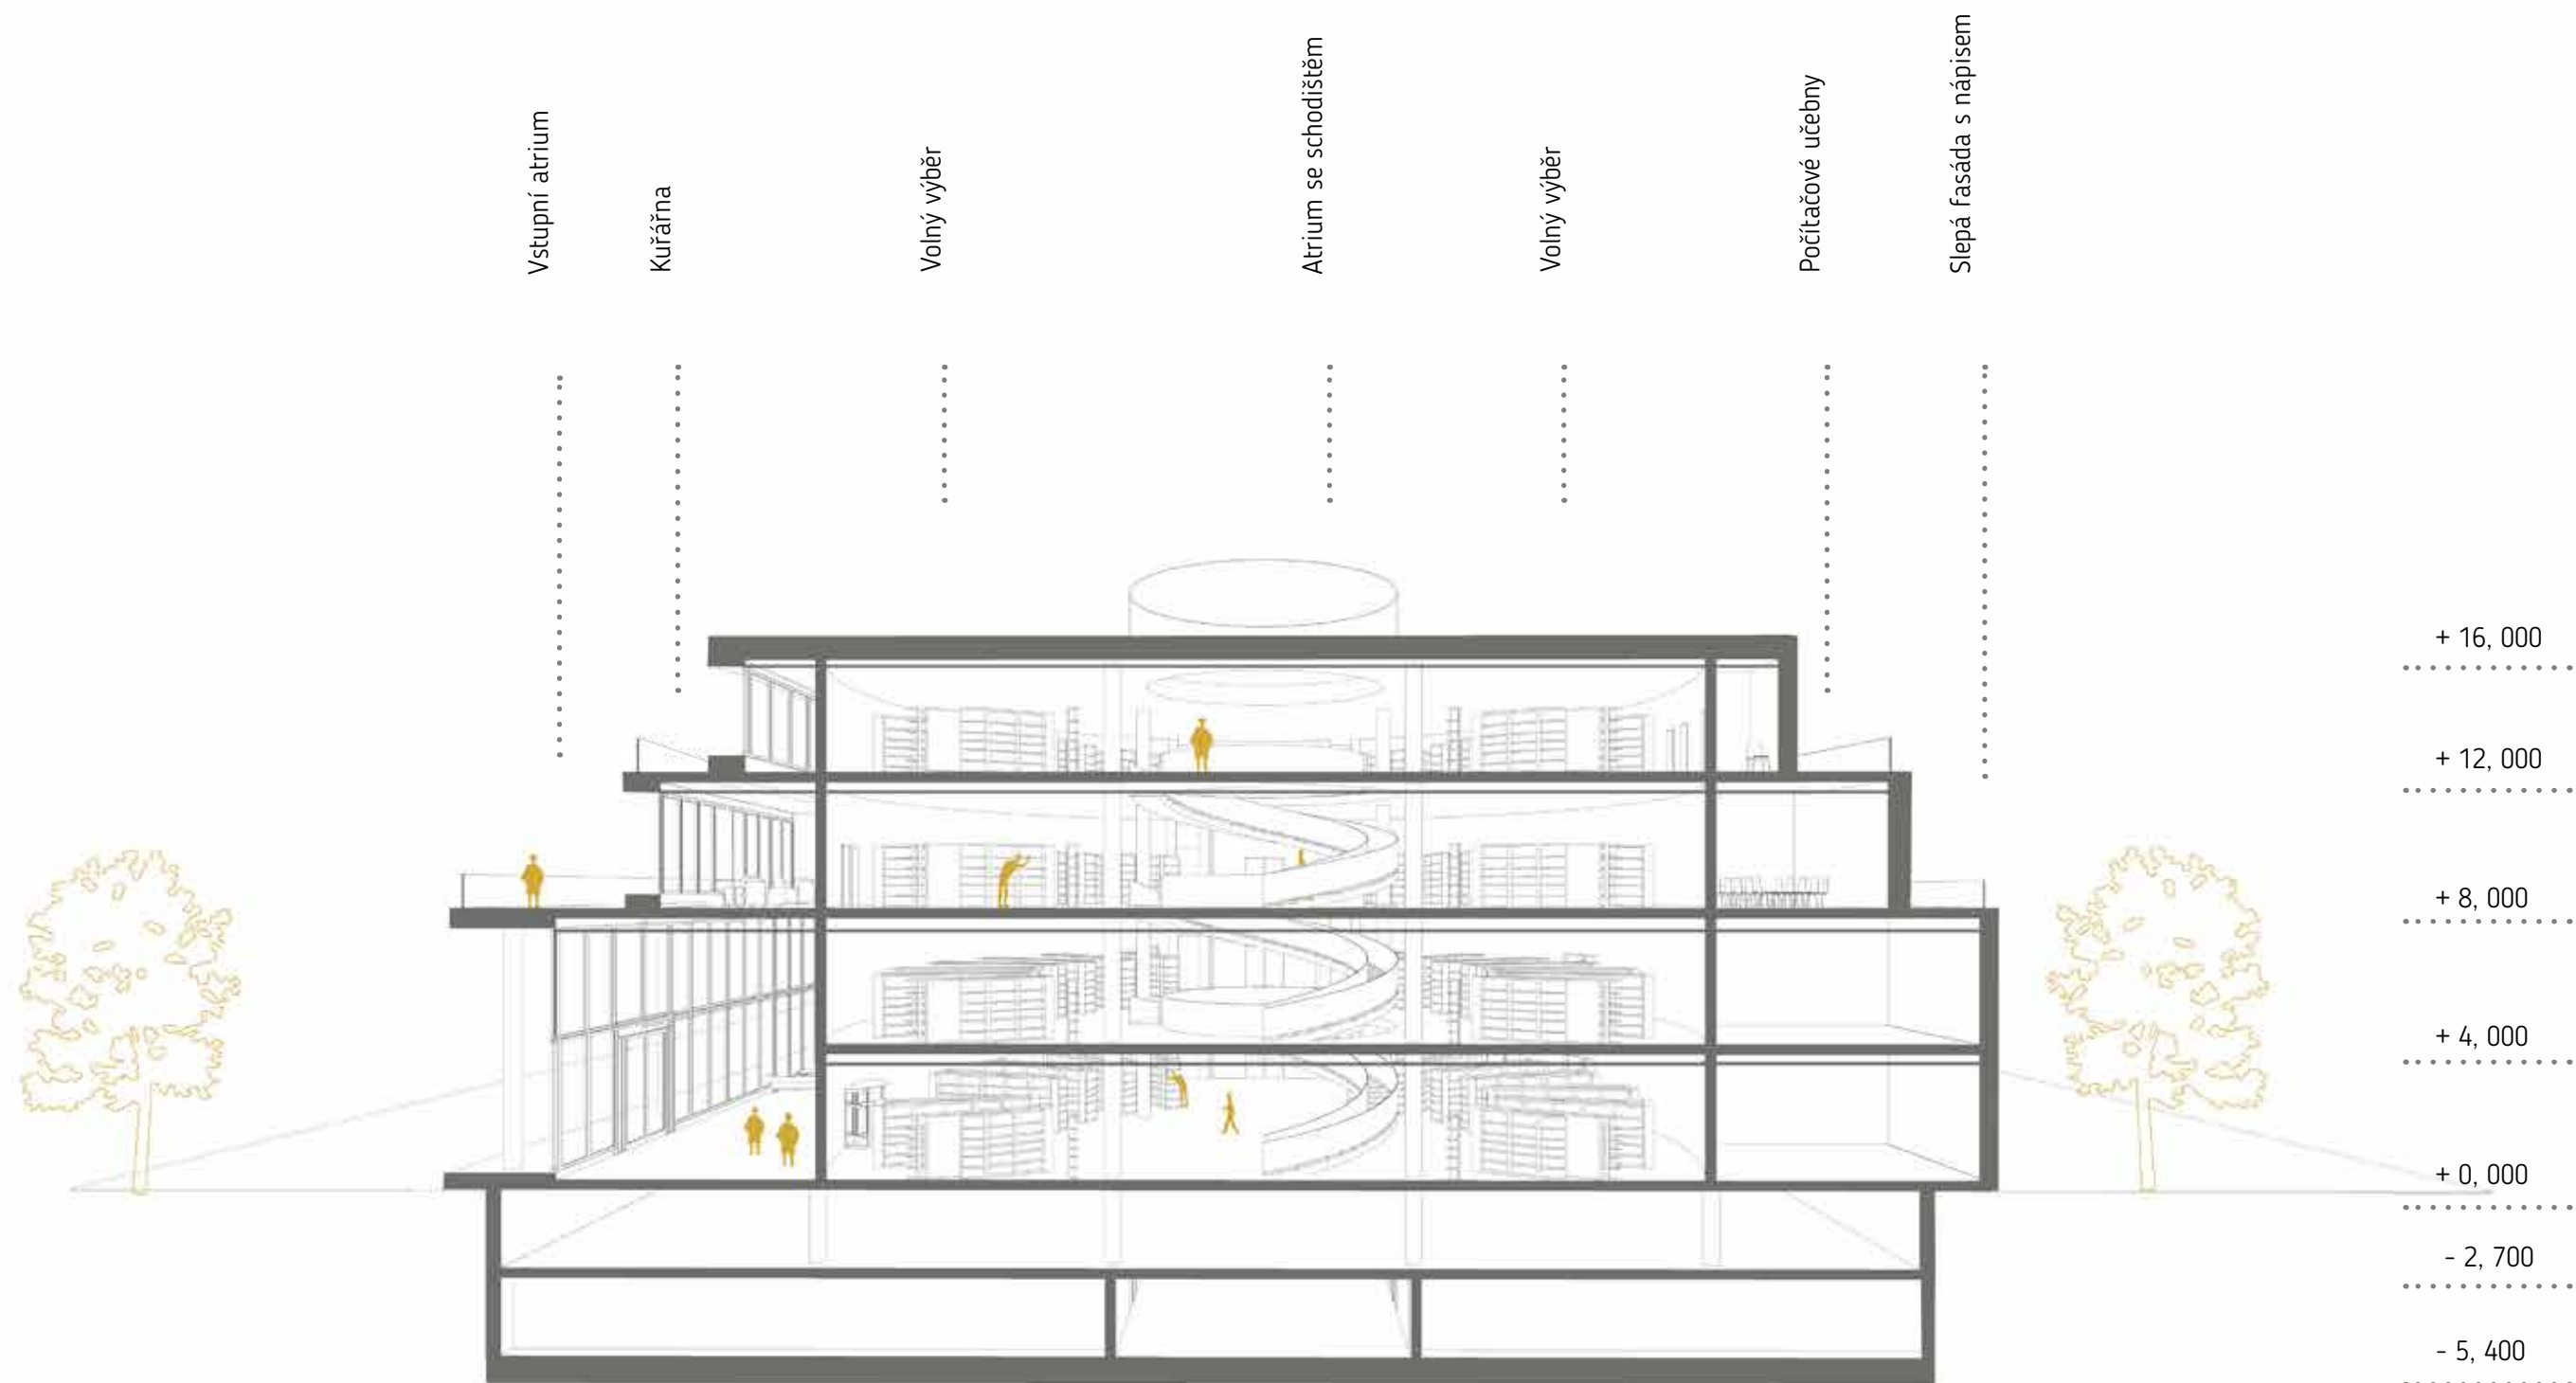 Vstupní atrium
Kuřárna
Volný výběr
Atrium se schodištěm
Volný výběr
Počítačové učebny
Slepá fasáda s nápisem
+ 16, 000
+ 12, 000
+ 8, 000
+ 4, 000
+ 0, 000
- 2, 700
- 5, 400